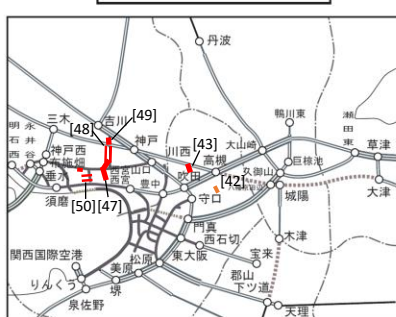 丹波
三木
吉川
[48]
[49]
鴨川東
瀬田東
明石西
永井谷
神戸西
布施畑
神戸
川西
[43]
大山崎
草津
垂水
西宮山口
西宮
吹田
高槻
久御山
巨椋池
[42]
大津
須磨
[50]
[47]
豊中
守口
城陽
門真
西石切
木津
関西国際空港
東大阪
宝来
りんくう
美原
松原
郡山
下ツ道
堺
泉佐野
天理